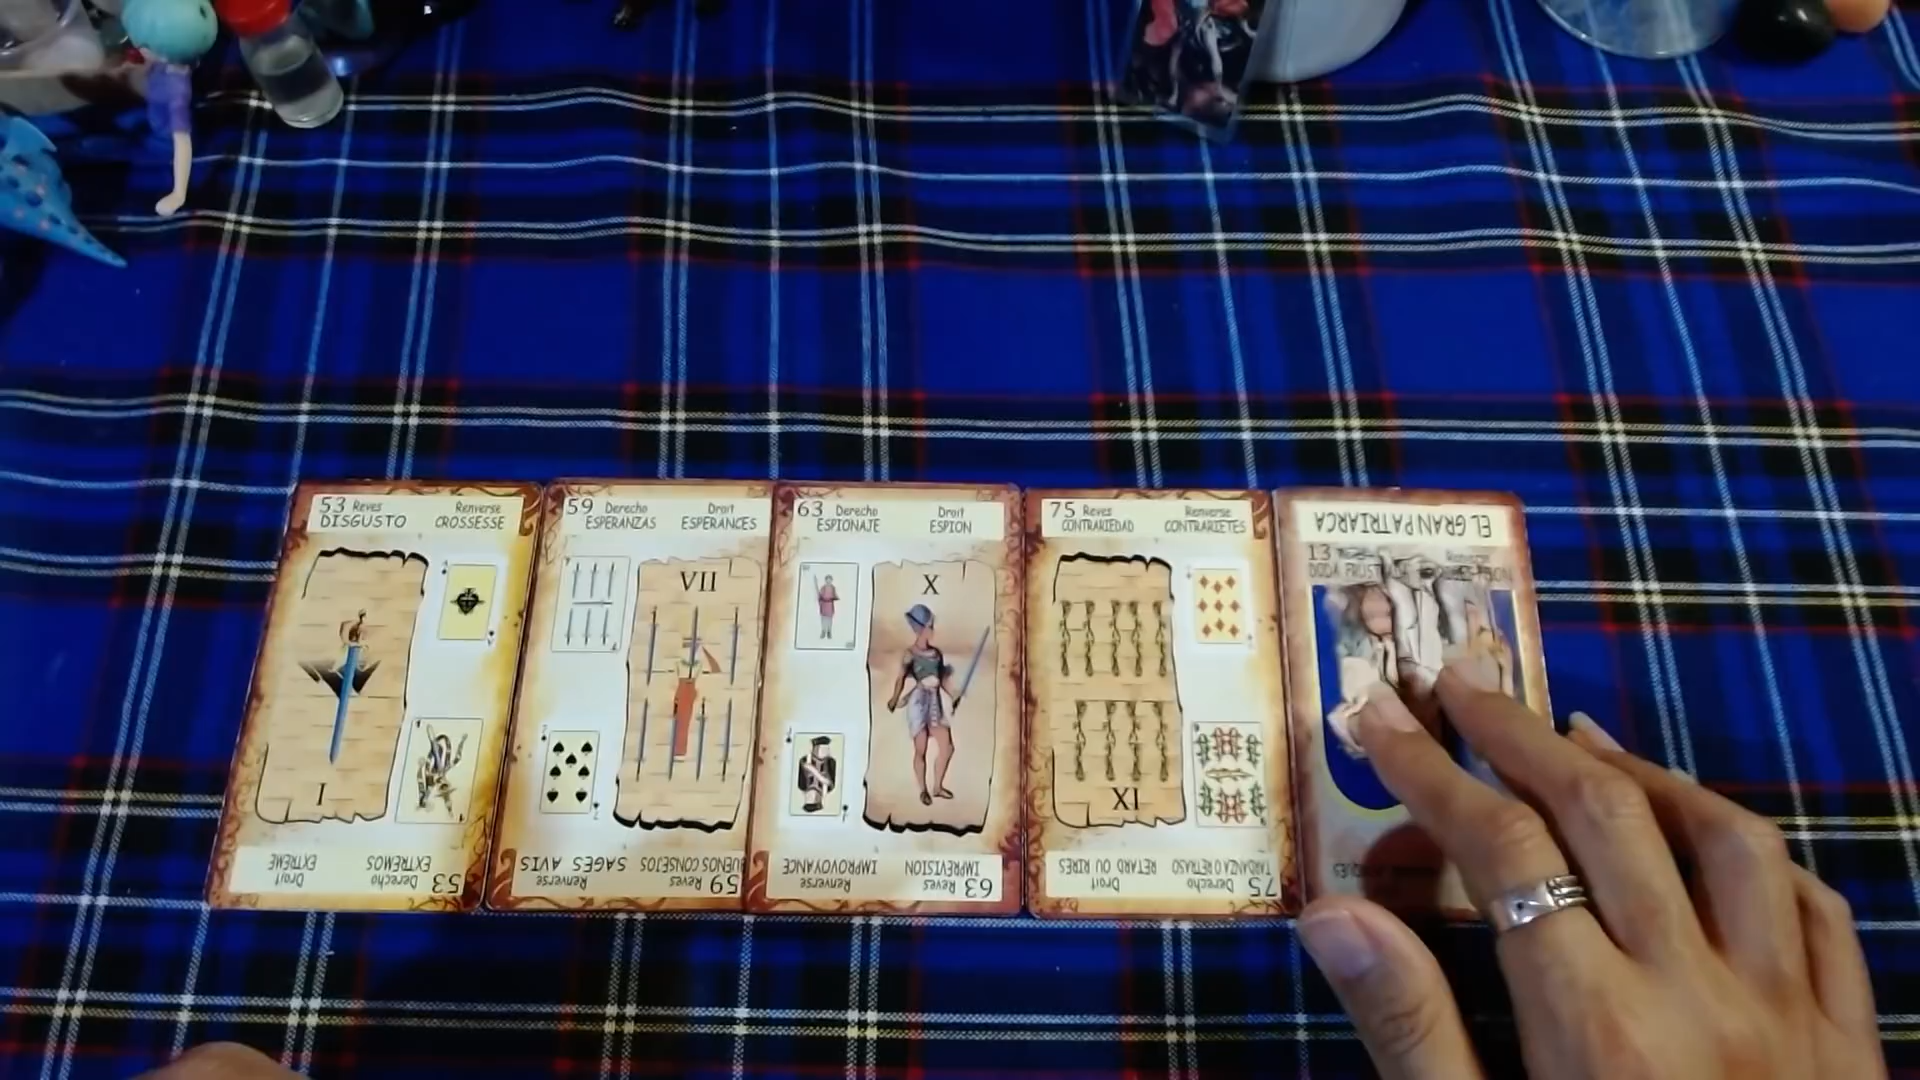 53 Reves
DISGUSTO
Renverse
CROSSESSE
I
EXTREMOS
Derecho
53
EXTREME
Droit
59 Derecho
ESPERANZAS
Droit
ESPERANCES
VII
BUENOS CONSEJOS
59 Reves
SAGES AVIS
Renverse
63 Derecho
ESPIONAJE
Droit
ESPION
X
IMPREVISION
63 Reves
IMPROVOYANCE
Renverse
75 Reves
CONTRARIEDAD
Renverse
CONTRARIETES
XI
TARDANZA O RETRASO
Derecho
75
RETARD OU RIRES
Droit
EL GRAN PATRIARCA
13
Renverse